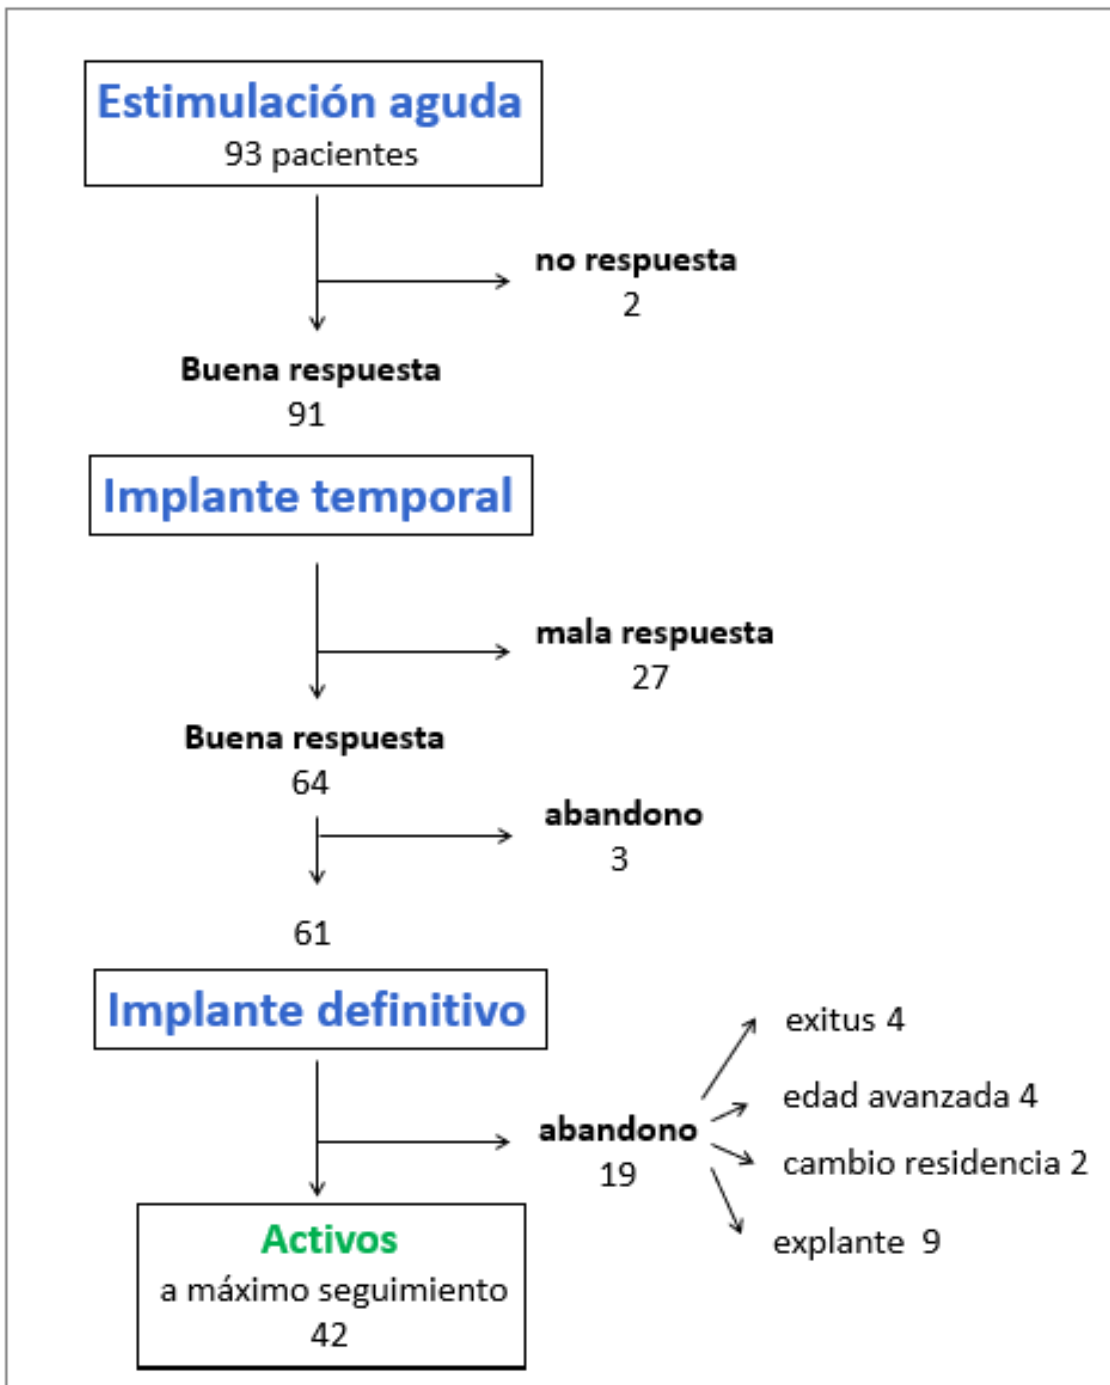 Estimulación aguda
93 pacientes
no respuesta
2
Buena respuesta
91
Implante temporal
mala respuesta
27
Buena respuesta
64
abandono
3
61
Implante definitivo
exitus 4
edad avanzada 4
abandono
19
cambio residencia 2
explante 9
Activos
a máximo seguimiento
42